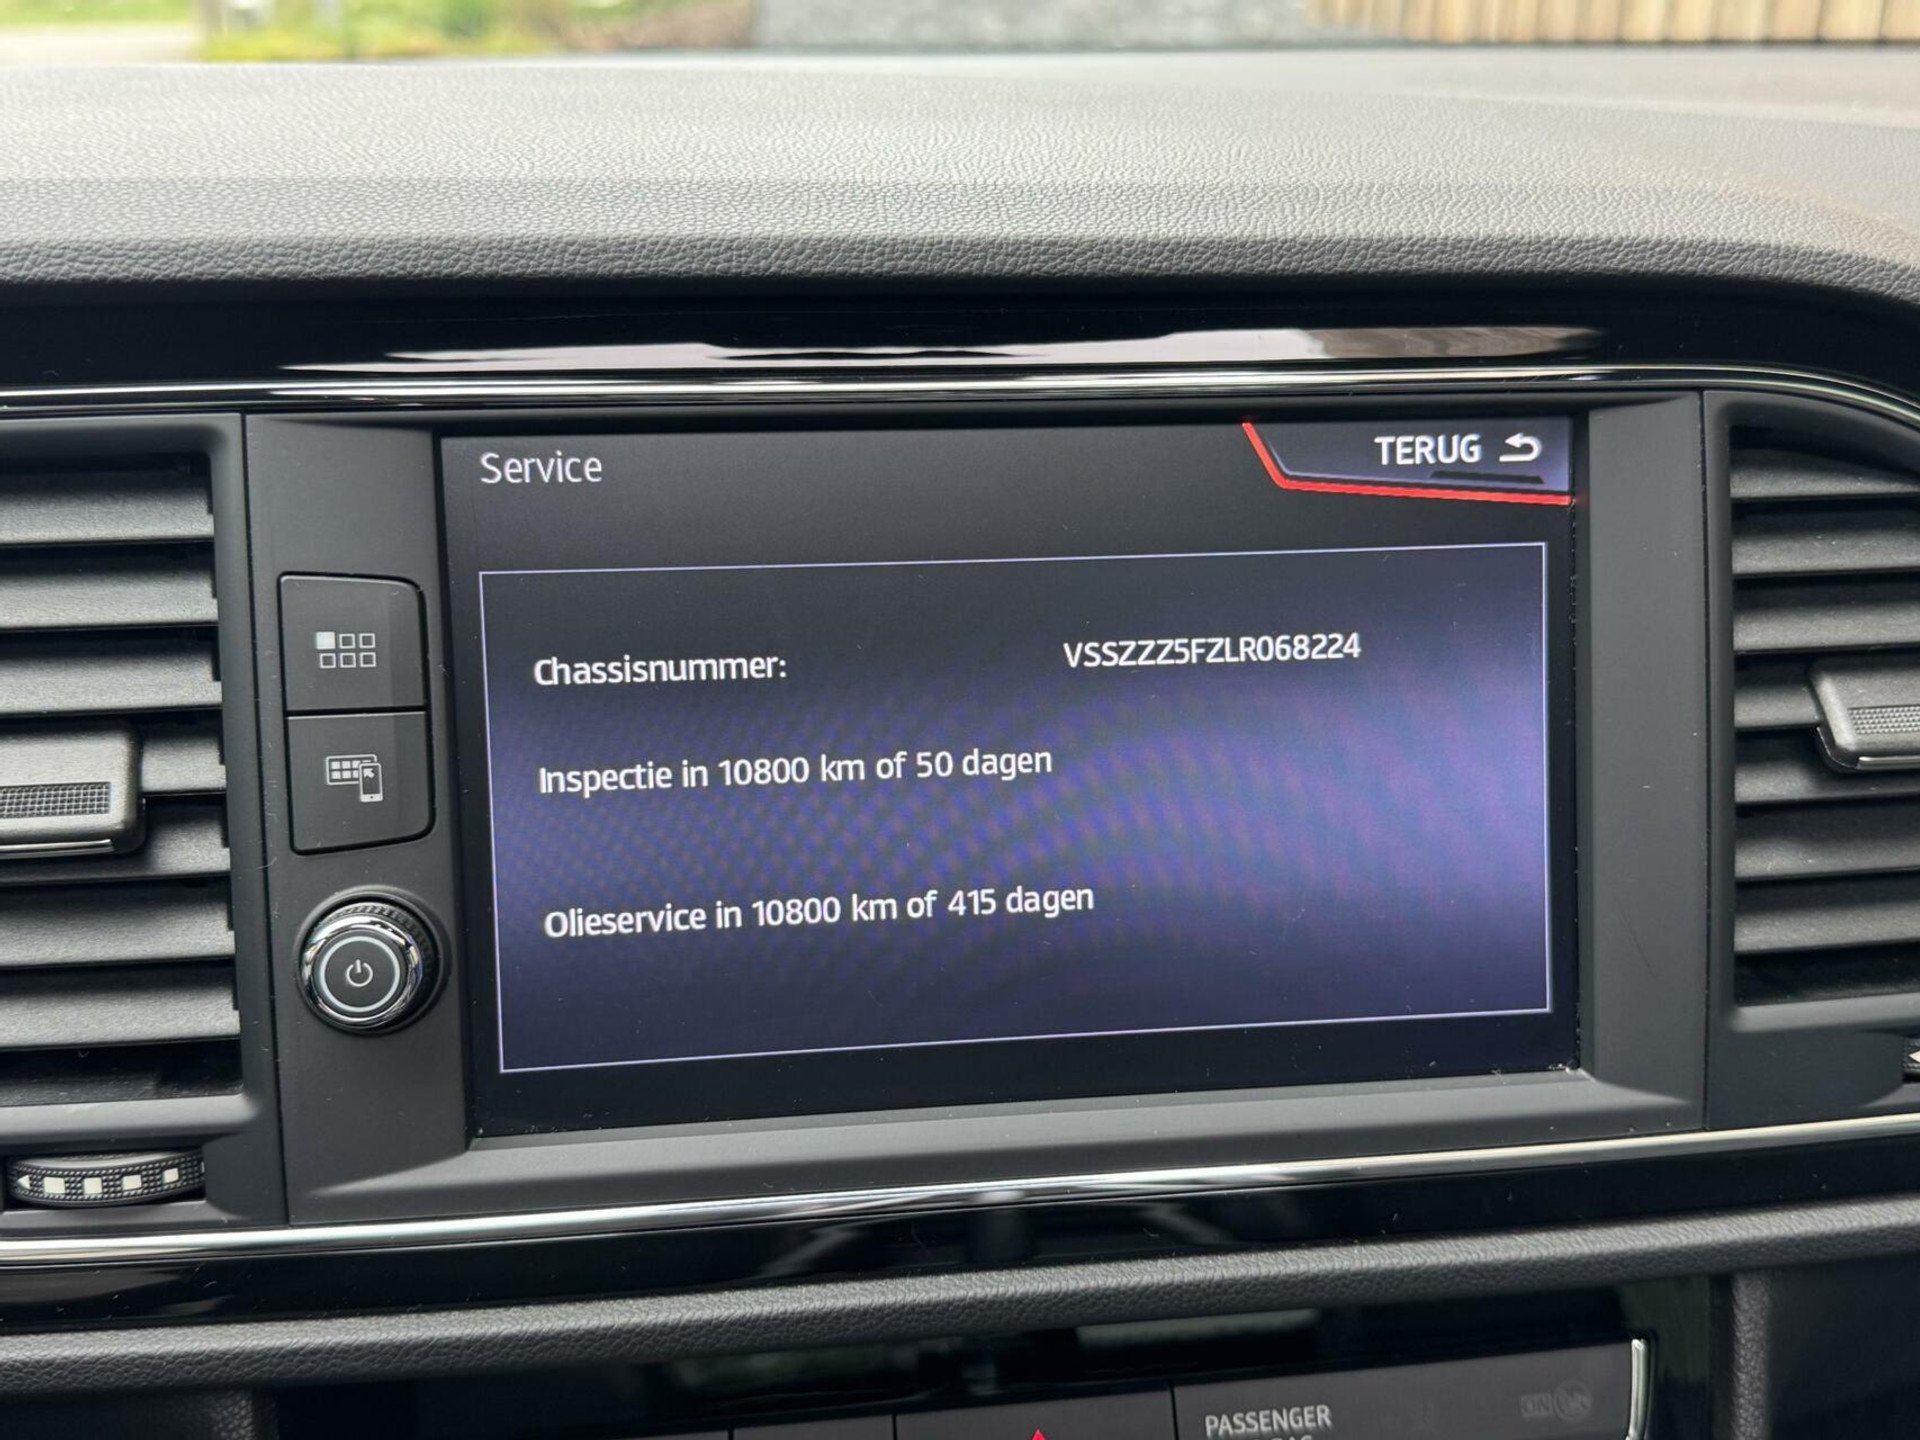 Service
TERUG
Chassisnummer: VSSZZZ5FZLR068224
Inspectie in 10800 km of 50 dagen
Olieservice in 10800 km of 415 dagen
PASSENGER